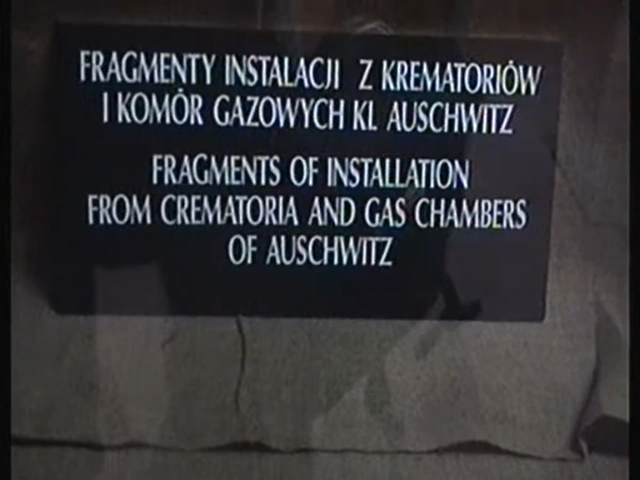 FRAGMENTY INSTALACJI Z KREMATORIÓW
I KOMÓR GAZOWYCH KL AUSCHWITZ
FRAGMENTS OF INSTALLATION
FROM CREMATORIA AND GAS CHAMBERS
OF AUSCHWITZ